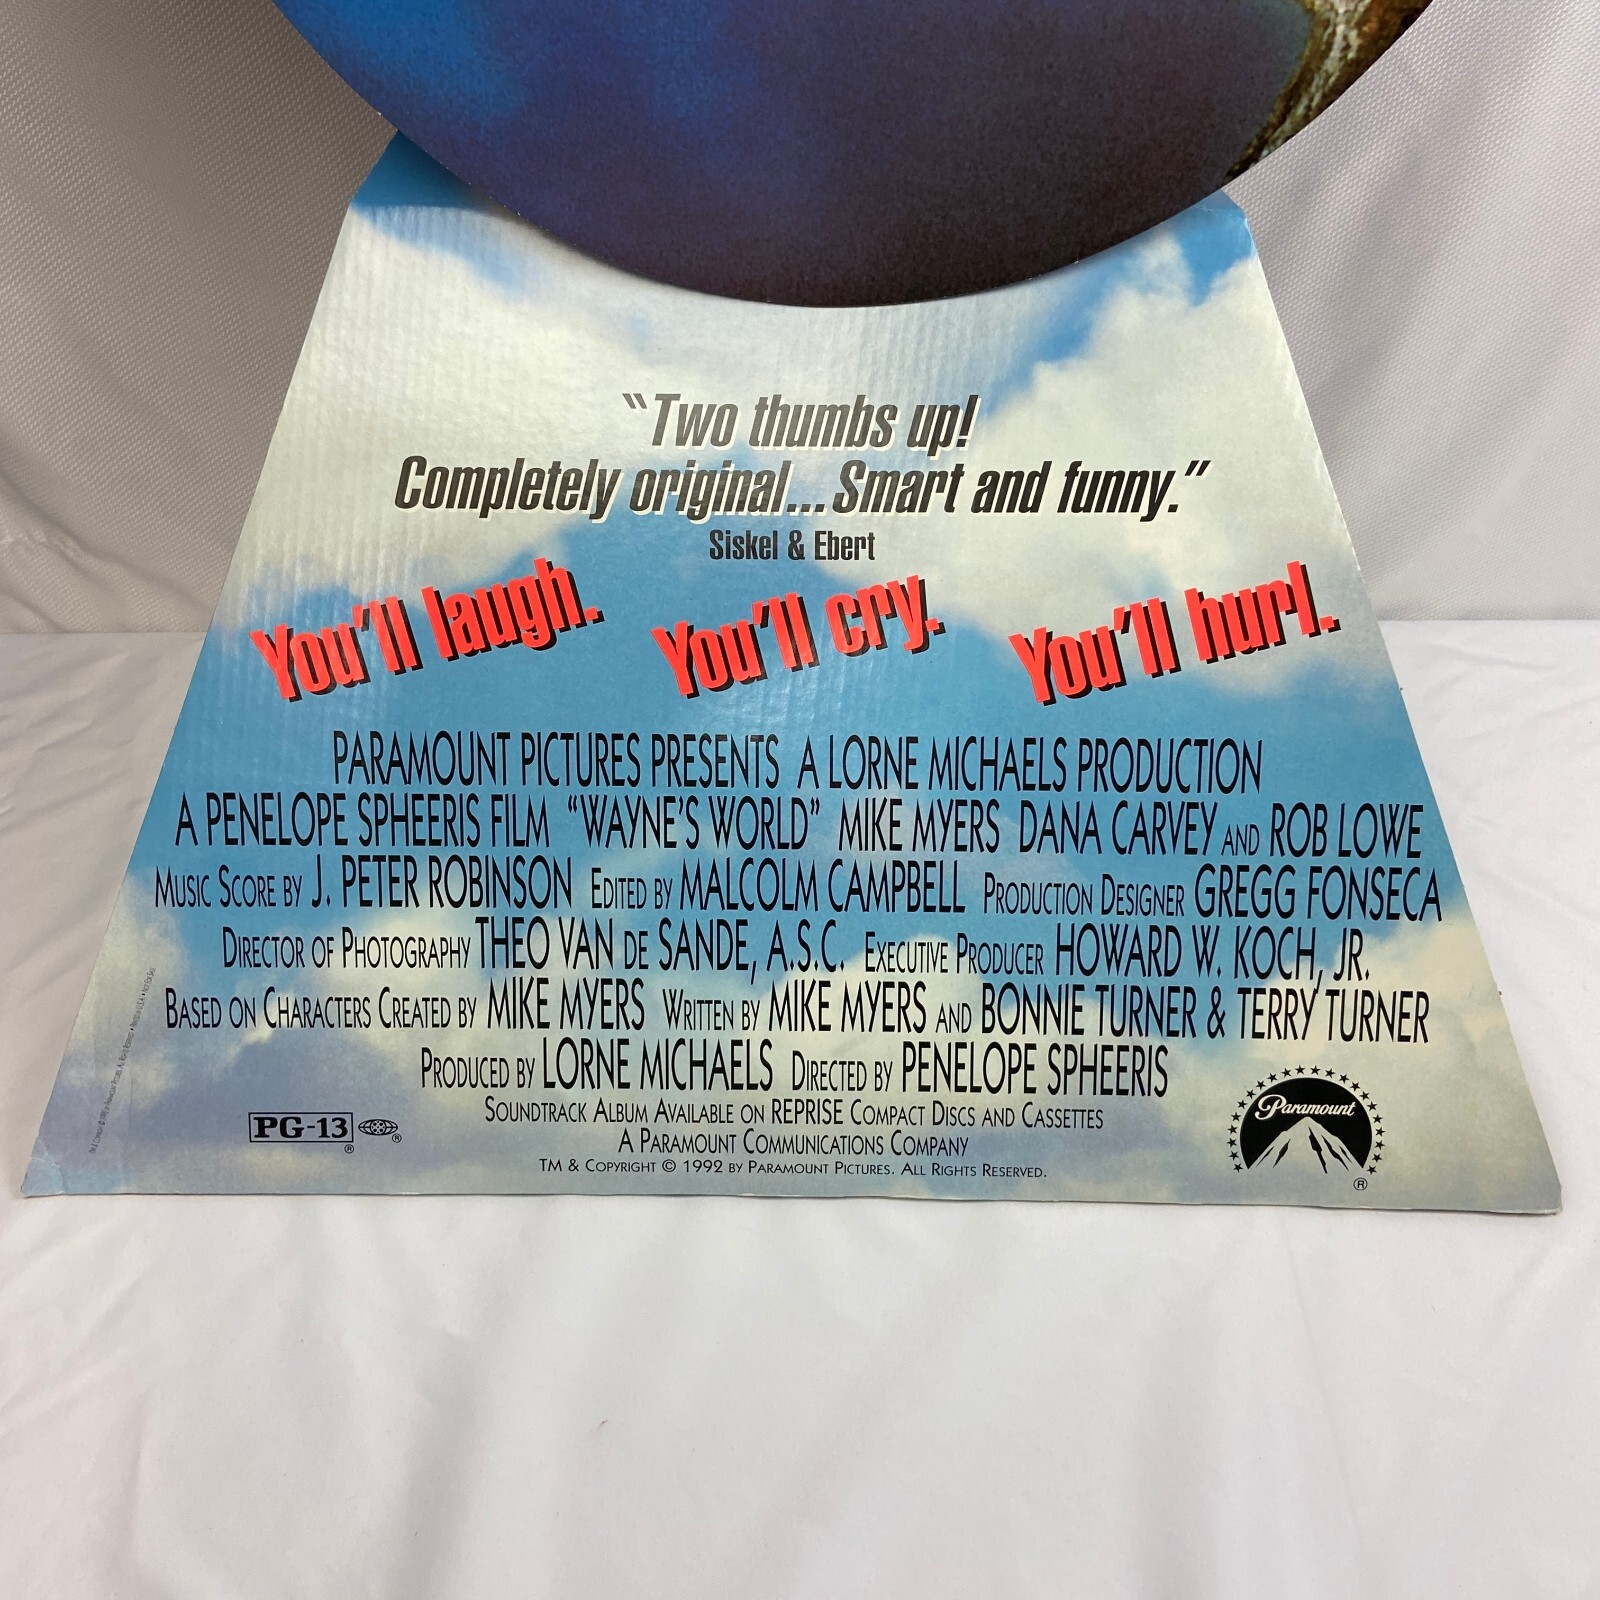 “Two thumbs up!
Completely original... Smart and funny.”
Siskel & Ebert
You'll laugh. You'll cry. You'll hurl.
PARAMOUNT PICTURES PRESENTS A LORNE MICHAELS PRODUCTION
A PENELOPE SPHEERIS FILM “WAYNE'S WORLD” MIKE MYERS DANA CARVEY AND ROB LOWE
MUSIC SCORE BY J. PETER ROBINSON EDITED BY MALCOLM CAMPBELL PRODUCTION DESIGNER GREGG FONSECA
DIRECTOR OF PHOTOGRAPHY THEO VAN DE SANDE, A.S.C. EXECUTIVE PRODUCER HOWARD W. KOCH, JR.
BASED ON CHARACTERS CREATED BY MIKE MYERS WRITTEN BY MIKE MYERS AND BONNIE TURNER & TERRY TURNER
PRODUCED BY LORNE MICHAELS DIRECTED BY PENELOPE SPHEERIS
SOUNDTRACK ALBUM AVAILABLE ON REPRISE COMPACT DISCS AND CASSETTES
A PARAMOUNT COMMUNICATIONS COMPANY
TM & COPYRIGHT © 1992 BY PARAMOUNT PICTURES. ALL RIGHTS RESERVED.
PG-13 ® ®
Paramount ®